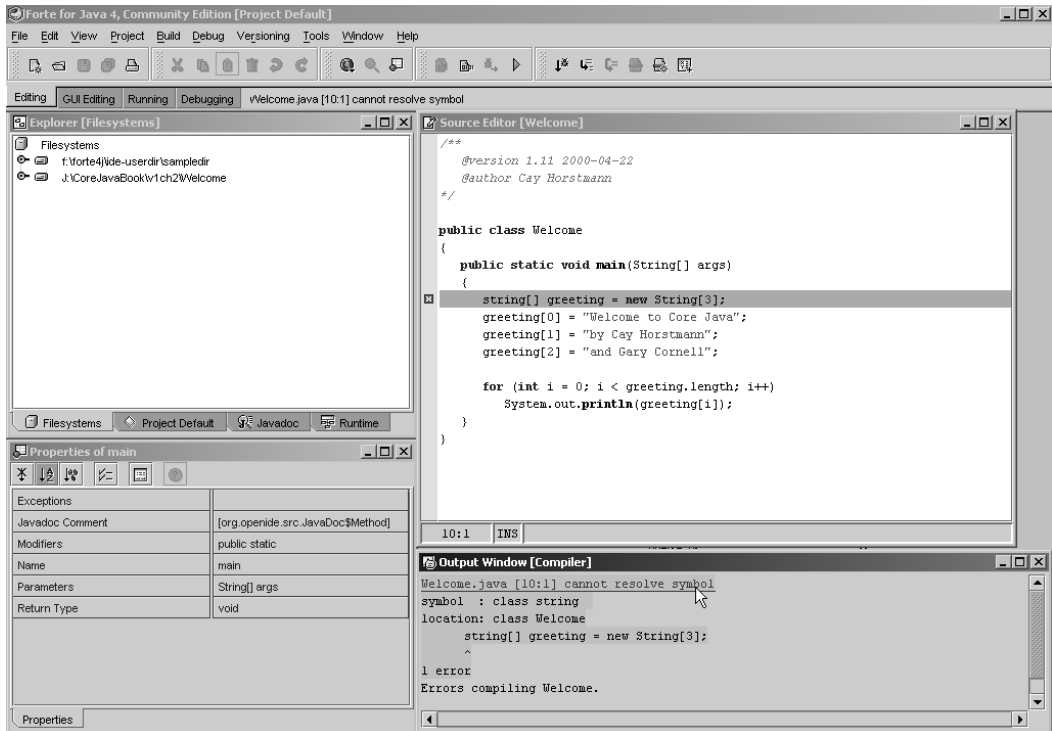 Forte for Java 4, Community Edition [Project Default]
File Edit View Project Build Debug Versioning Tools Window Help
Editing GUI Editing Running Debugging Welcome.java [10:1] cannot resolve symbol
Explorer [Filesystems]
Filesystems
f:\forte4j\ide-userdir\sampledir
J:\CoreJavaBook\v1ch2\Welcome
Filesystems Project Default Javadoc Runtime
Properties of main
Exceptions
Javadoc Comment [org.openide.src.JavaDoc$Method]
Modifiers public static
Name main
Parameters String[] args
Return Type void
Properties
Source Editor [Welcome]
/**
@version 1.11 2000-04-22
@author Cay Horstmann
*/
public class Welcome
{
public static void main(String[] args)
{
string[] greeting = new String[3];
greeting[0] = "Welcome to Core Java";
greeting[1] = "by Cay Horstmann";
greeting[2] = "and Gary Cornell";
for (int i = 0; i < greeting.length; i++)
System.out.println(greeting[i]);
}
}
10:1 INS
Output Window [Compiler]
Welcome.java [10:1] cannot resolve symbol
symbol : class string
location: class Welcome
string[] greeting = new String[3];
^
1 error
Errors compiling Welcome.